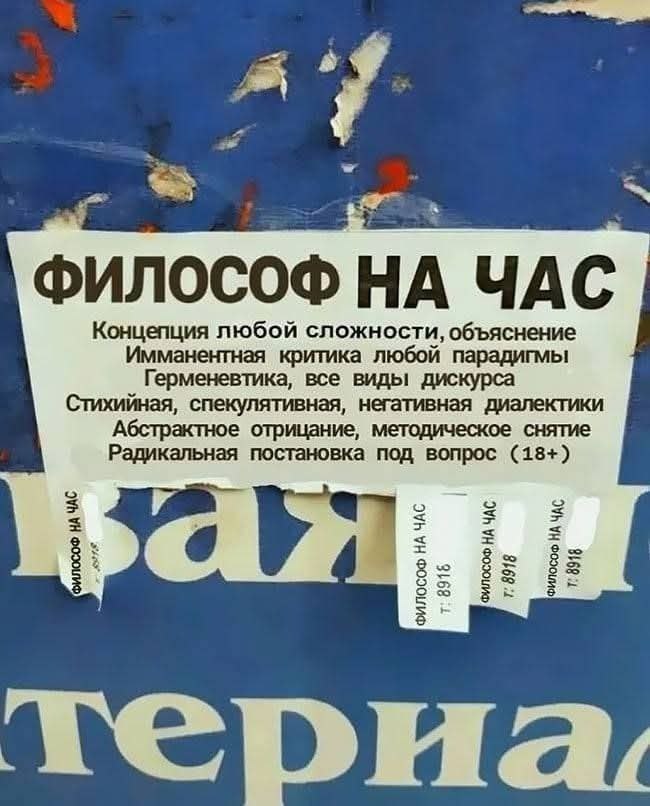 ФИЛОСОФ НА ЧАС
Концепция любой сложности, объяснение
Имманентная критика любой парадигмы
Герменевтика, все виды дискурса
Стихийная, спекулятивная, негативная диалектики
Абстрактное отрицание, методическое снятие
Радикальная постановка под вопрос (18+)
ФИЛОСОФ НА ЧАС
т: 8918
ФИЛОСОФ НА ЧАС
т: 8916
ФИЛОСОФ НА ЧАС
т: 8918
ФИЛОСОФ НА ЧАС
т: 8918
териа